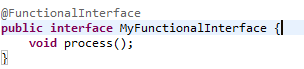 @FunctionalInterface
public interface MyFunctionalInterface {
    void process();
}